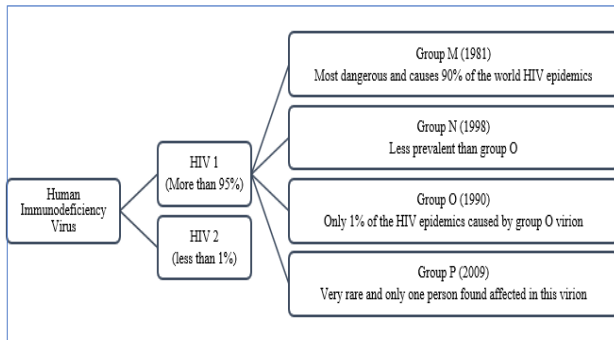 Human
Immunodeficiency
Virus
HIV 1
(More than 95%)
HIV 2
(less than 1%)
Group M (1981)
Most dangerous and causes 90% of the world HIV epidemics
Group N (1998)
Less prevalent than group O
Group O (1990)
Only 1% of the HIV epidemics caused by group O virion
Group P (2009)
Very rare and only one person found affected in this virion